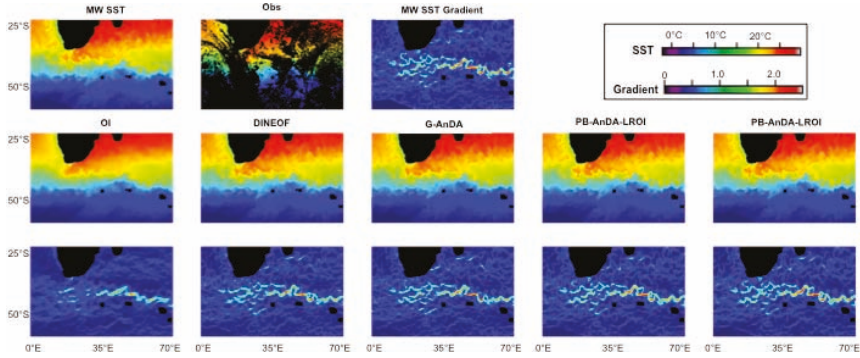 MW SST
Obs
MW SST Gradient
25°S
50°S
0°C
10°C
20°C
SST
0
1.0
2.0
Gradient
OI
DINEOF
G-AnDA
PB-AnDA-LROI
PB-AnDA-LROI
25°S
50°S
25°S
50°S
0°E
35°E
70°E
0°E
35°E
70°E
0°E
35°E
70°E
0°E
35°E
70°E
0°E
35°E
70°E